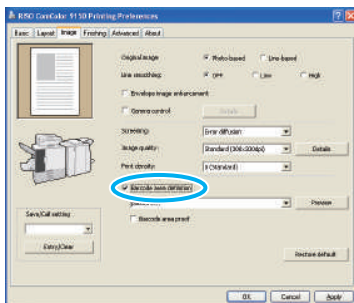 RISO ComColor 9150 Printing Preferences
Basic Layout Image Finishing Advanced About
Original image Photo-based Line-based
Line smoothing: OFF Low High
Envelope image enhancement
Gamma control Details
Screening: Error diffusion
Image quality: Standard (300x300dpi) Details
Print density: 3 (Standard)
Barcode area definition
Preview
Save/Call setting
Barcode area proof
Entry/Clear
Restore default
OK Cancel Apply